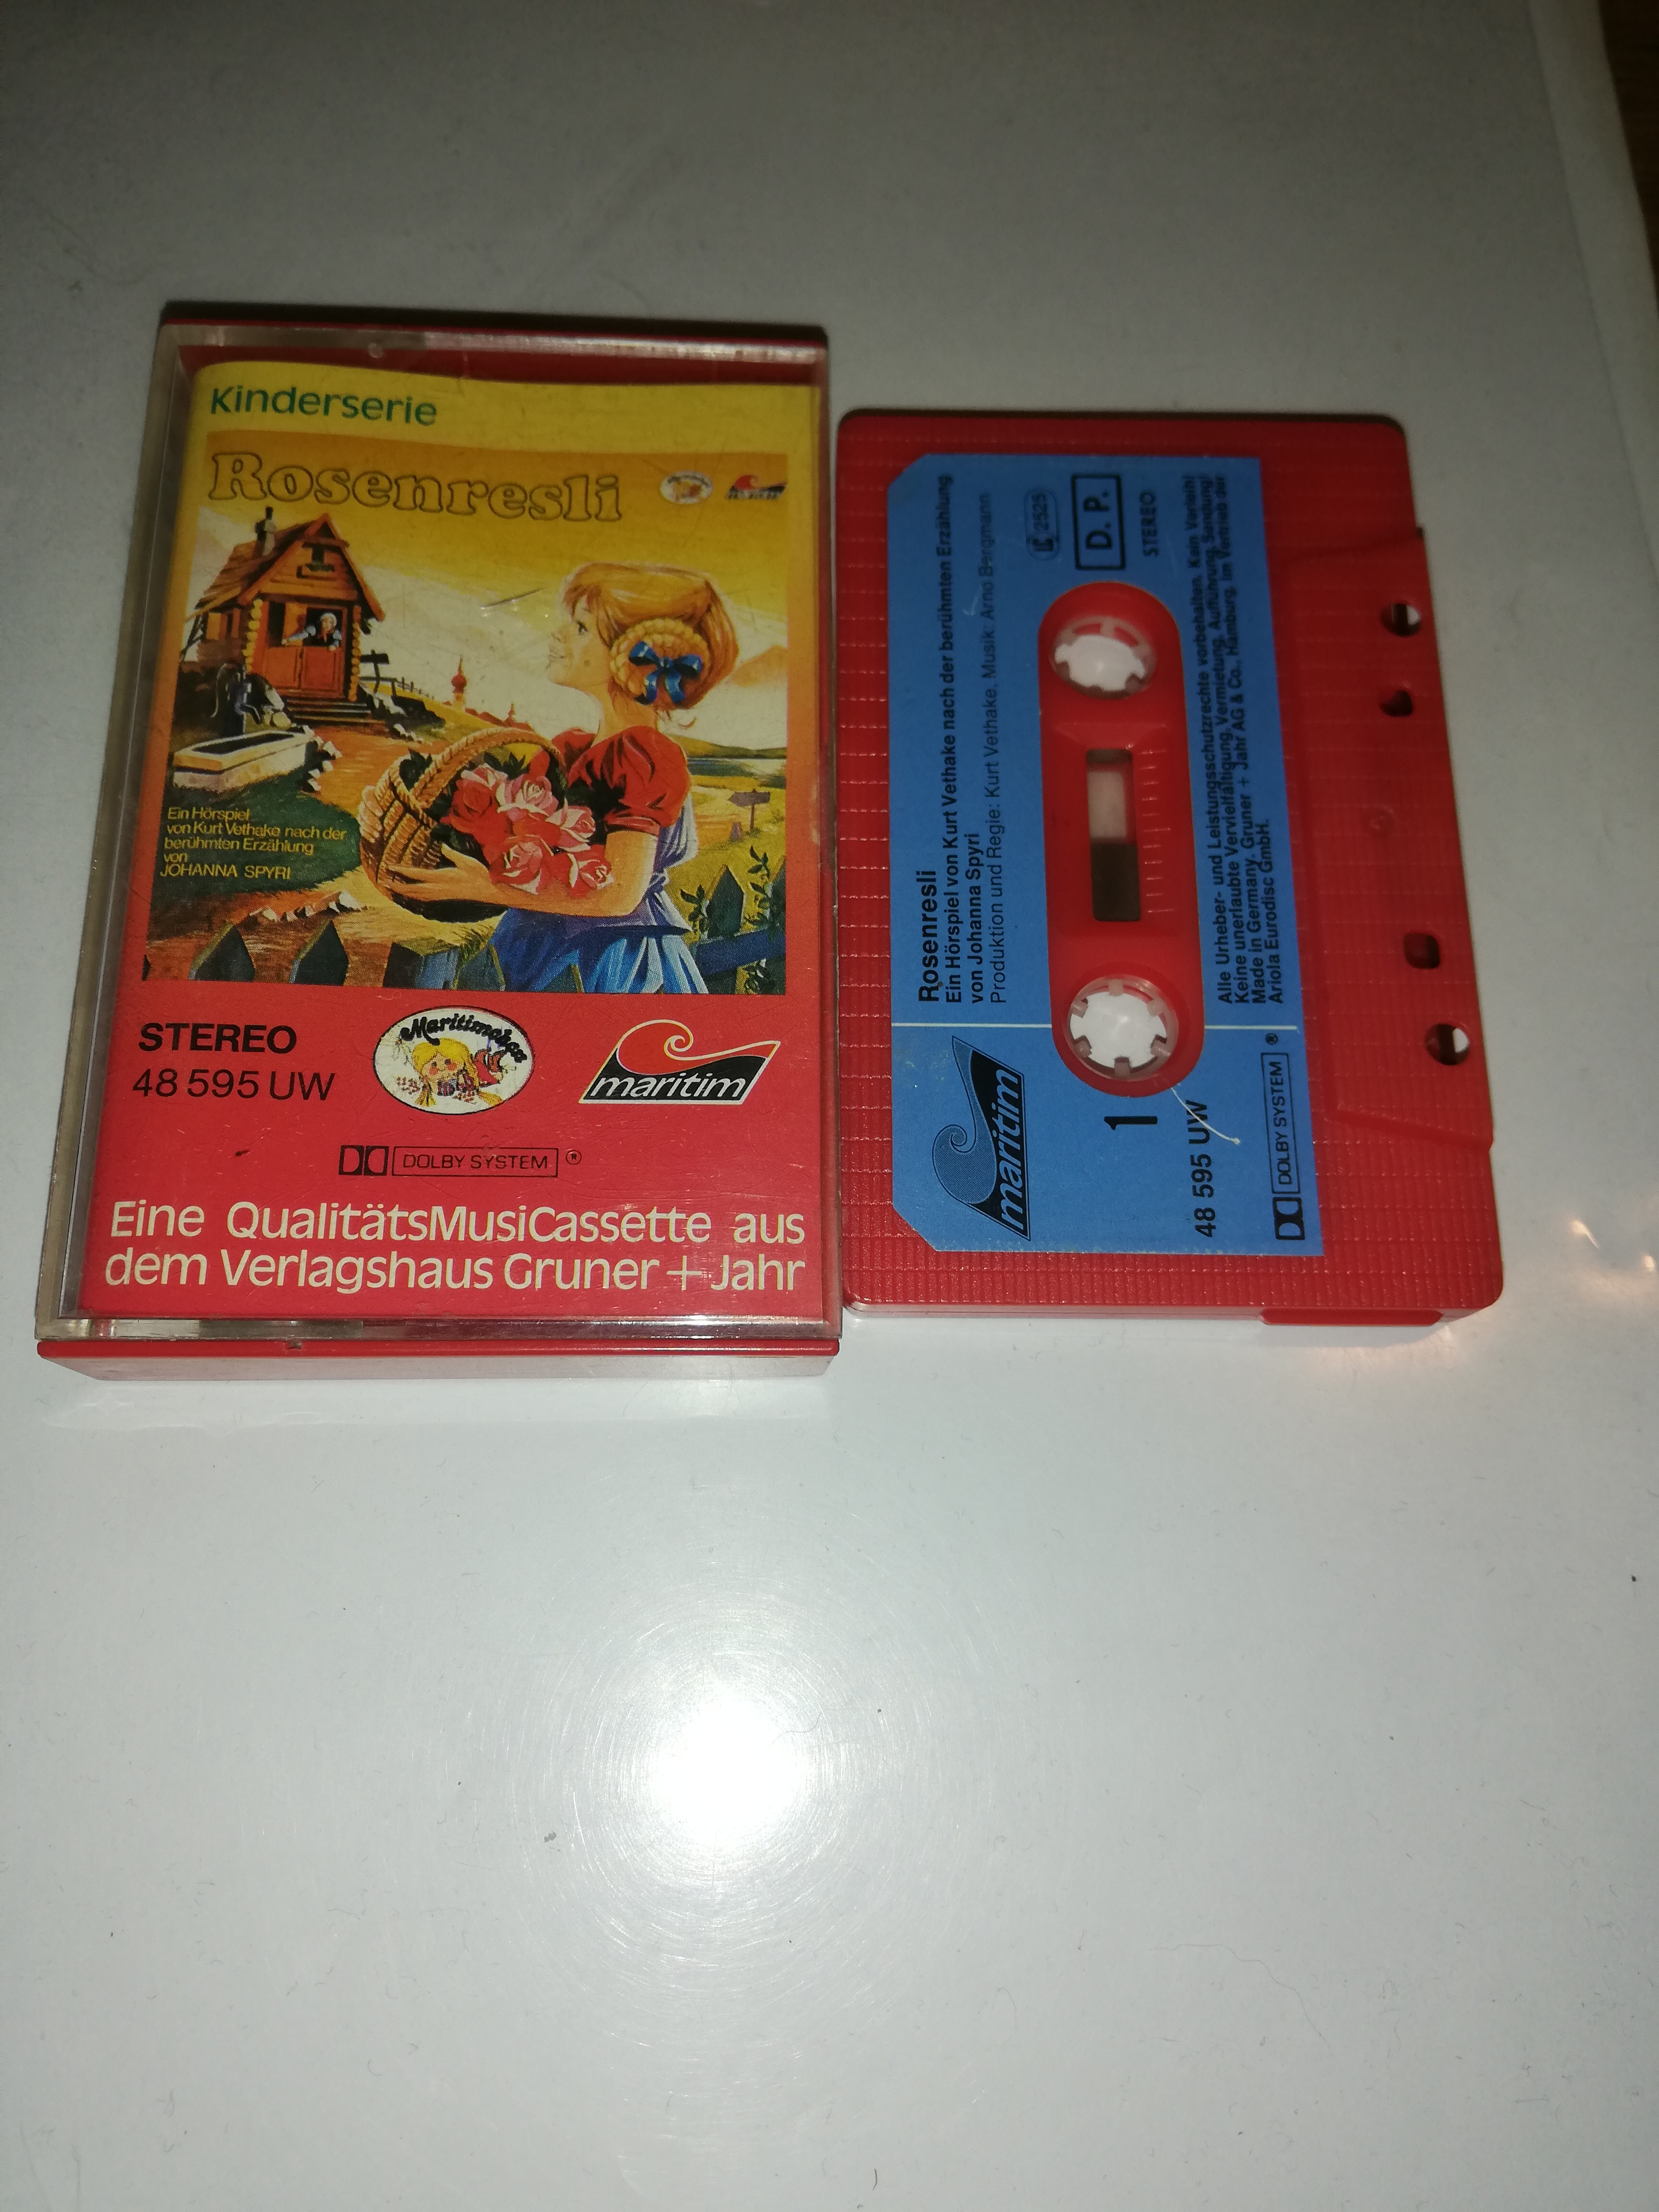 Kinderserie
Rosenresli
Ein Hörspiel
von Kurt Vethake nach der
berühmten Erzählung
von
JOHANNA SPYRI
STEREO
48 595 UW
maritim
DOLBY SYSTEM ®
Eine QualitätsMusiCassette aus
dem Verlagshaus Gruner + Jahr
Rosenresli
Ein Hörspiel von Kurt Vethake nach der berühmten Erzählung
von Johanna Spyri
Produktion und Regie: Kurt Vethake, Musik: Arno Bergmann
LC 2525
D. P.
STEREO
maritim
1
48 595 UW
DOLBY SYSTEM ®
Alle Urheber- und Leistungsschutzrechte vorbehalten. Kein Verleih!
Keine unerlaubte Vervielfältigung, Vermietung, Aufführung, Sendung!
Made in Germany. Gruner + Jahr AG & Co., Hamburg. Im Vertrieb der
Ariola Eurodisc GmbH.